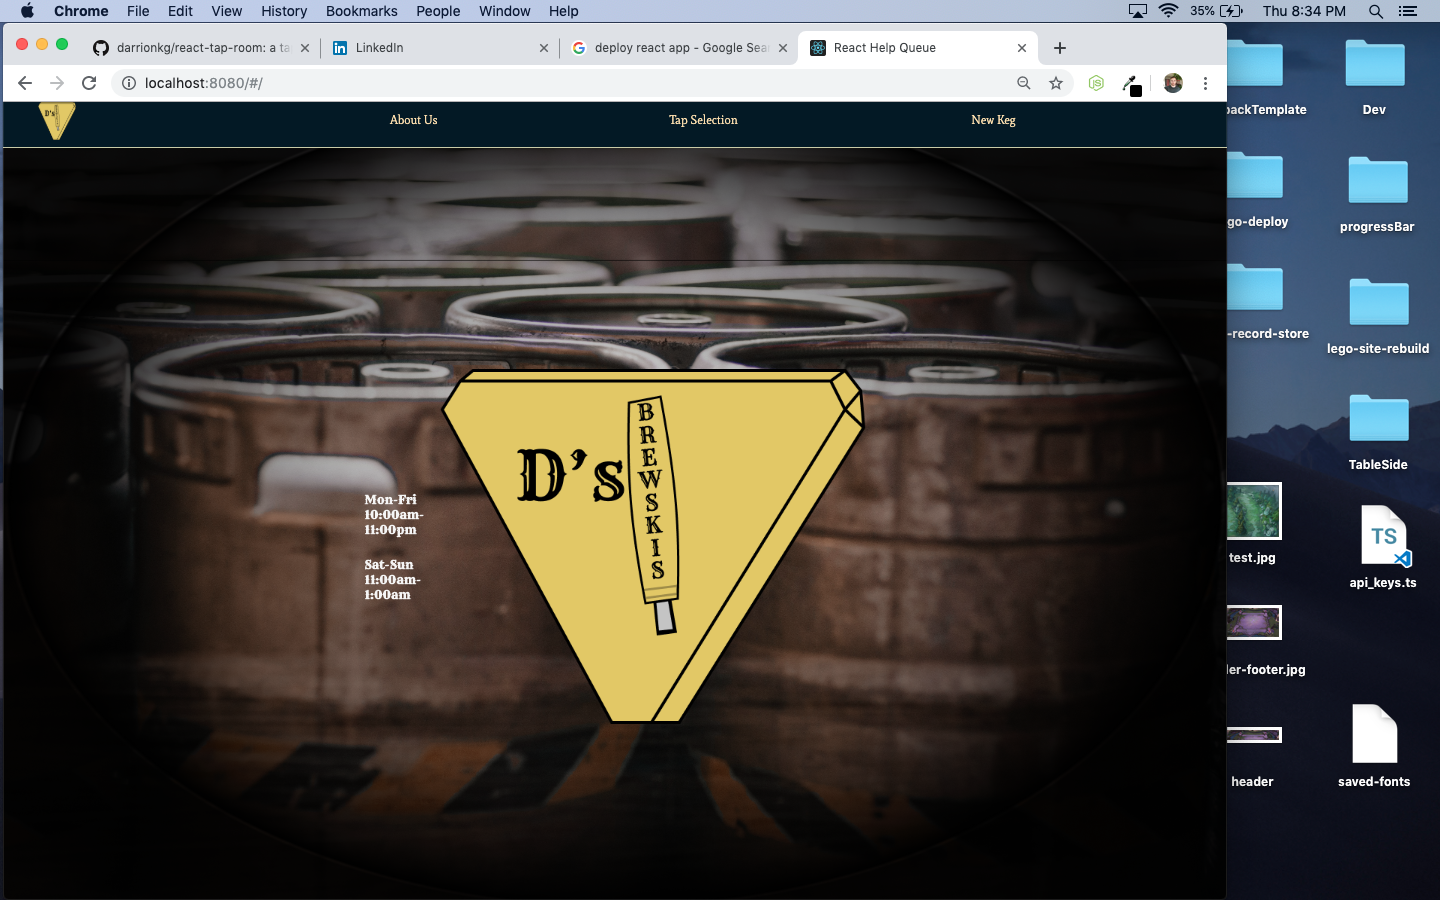 Chrome File Edit View History Bookmarks People Window Help 35% Thu 8:34 PM
darrionkg/react-tap-room: a ta
LinkedIn
deploy react app - Google Sea
React Help Queue
localhost:8080/#/
D's
About Us
Tap Selection
New Keg
D's
BREWSKIS
Mon-Fri
10:00am-
11:00pm
Sat-Sun
11:00am-
1:00am
packTemplate
Dev
go-deploy
progressBar
-record-store
lego-site-rebuild
TableSide
test.jpg
TS
api_keys.ts
ler-footer.jpg
header
saved-fonts